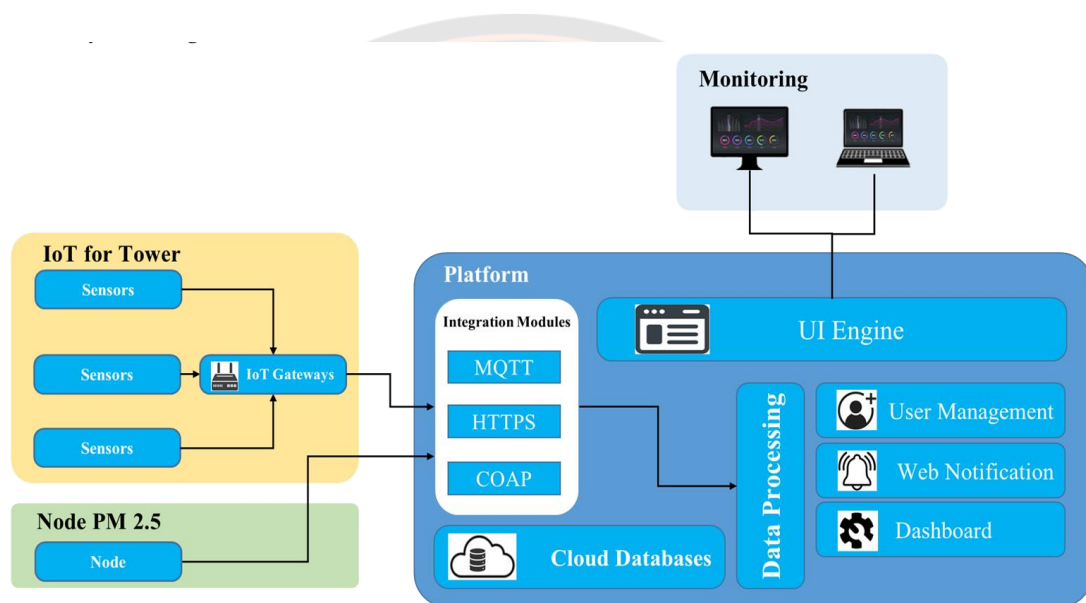 Monitoring
IoT for Tower
Sensors
Sensors
IoT Gateways
Sensors
Node PM 2.5
Node
Platform
Integration Modules
MQTT
HTTPS
COAP
UI Engine
Data Processing
User Management
Web Notification
Dashboard
Cloud Databases